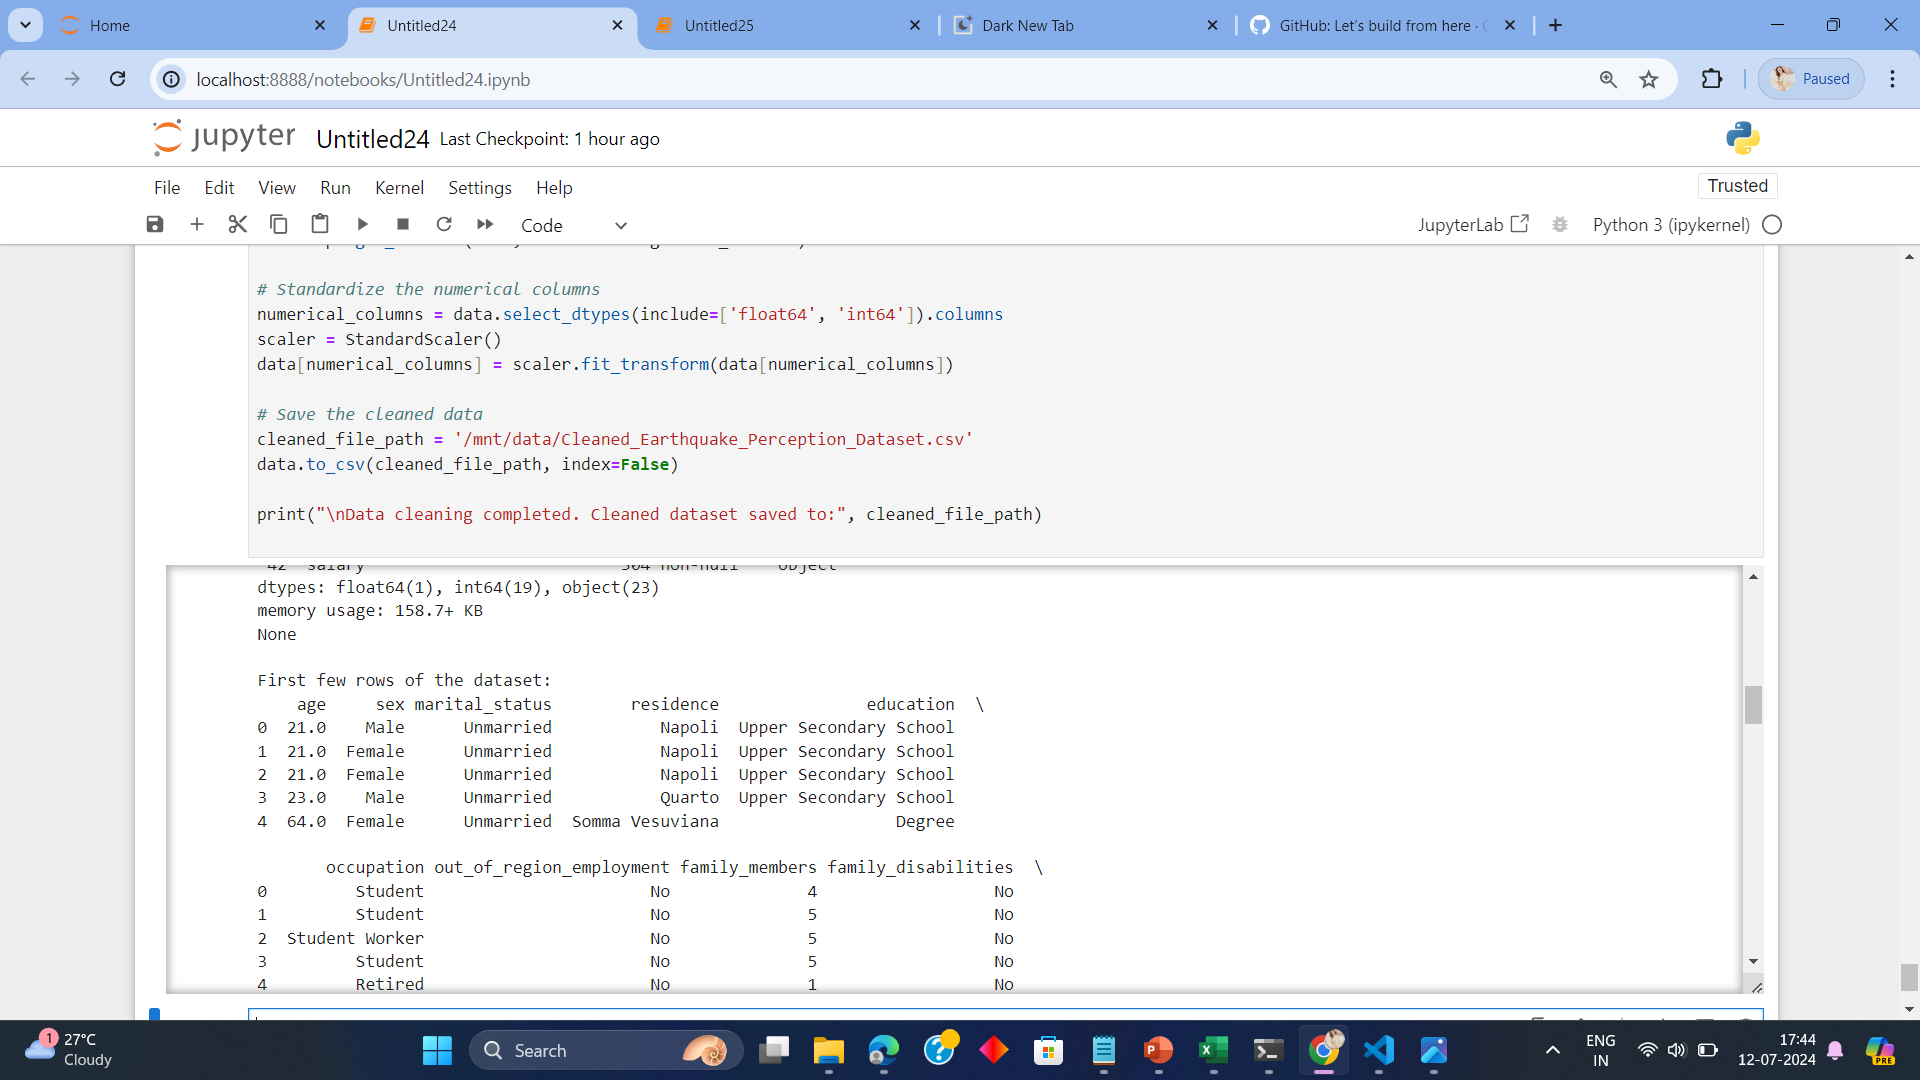 Home
Untitled24
Untitled25
Dark New Tab
GitHub: Let's build from here ·
localhost:8888/notebooks/Untitled24.ipynb
Paused
jupyter Untitled24 Last Checkpoint: 1 hour ago
File Edit View Run Kernel Settings Help
Trusted
Code
JupyterLab
Python 3 (ipykernel)
# Standardize the numerical columns
numerical_columns = data.select_dtypes(include=['float64', 'int64']).columns
scaler = StandardScaler()
data[numerical_columns] = scaler.fit_transform(data[numerical_columns])
# Save the cleaned data
cleaned_file_path = '/mnt/data/Cleaned_Earthquake_Perception_Dataset.csv'
data.to_csv(cleaned_file_path, index=False)
print("\nData cleaning completed. Cleaned dataset saved to:", cleaned_file_path)
42 salary 504 non-null object
dtypes: float64(1), int64(19), object(23)
memory usage: 158.7+ KB
None
First few rows of the dataset:
age sex marital_status residence education \
0 21.0 Male Unmarried Napoli Upper Secondary School
1 21.0 Female Unmarried Napoli Upper Secondary School
2 21.0 Female Unmarried Napoli Upper Secondary School
3 23.0 Male Unmarried Quarto Upper Secondary School
4 64.0 Female Unmarried Somma Vesuviana Degree
occupation out_of_region_employment family_members family_disabilities \
0 Student No 4 No
1 Student No 5 No
2 Student Worker No 5 No
3 Student No 5 No
4 Retired No 1 No
1
27°C
Cloudy
Search
PRE
ENG
IN
17:44
12-07-2024